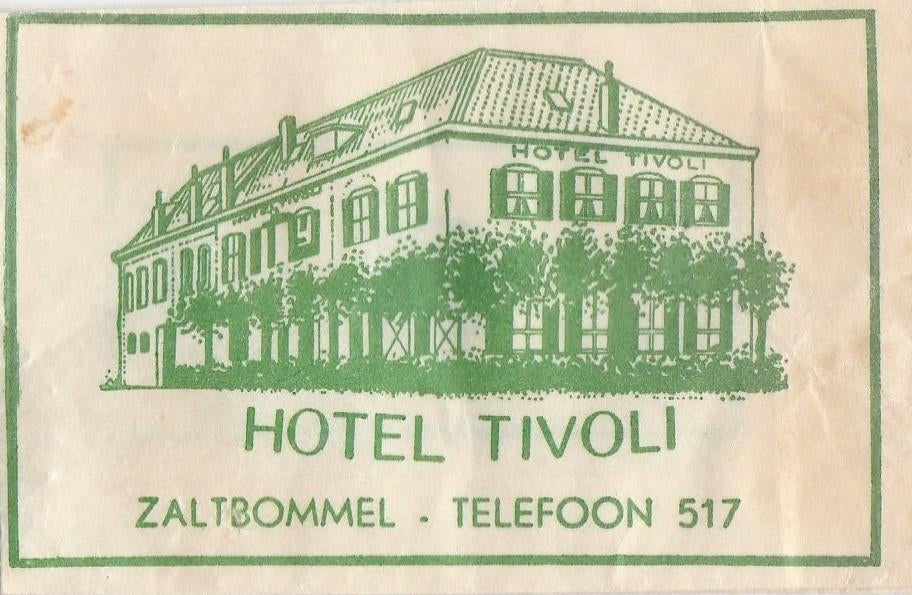 HOTEL TIVOLI
HOTEL TIVOLI
ZALTBOMMEL . TELEFOON 517